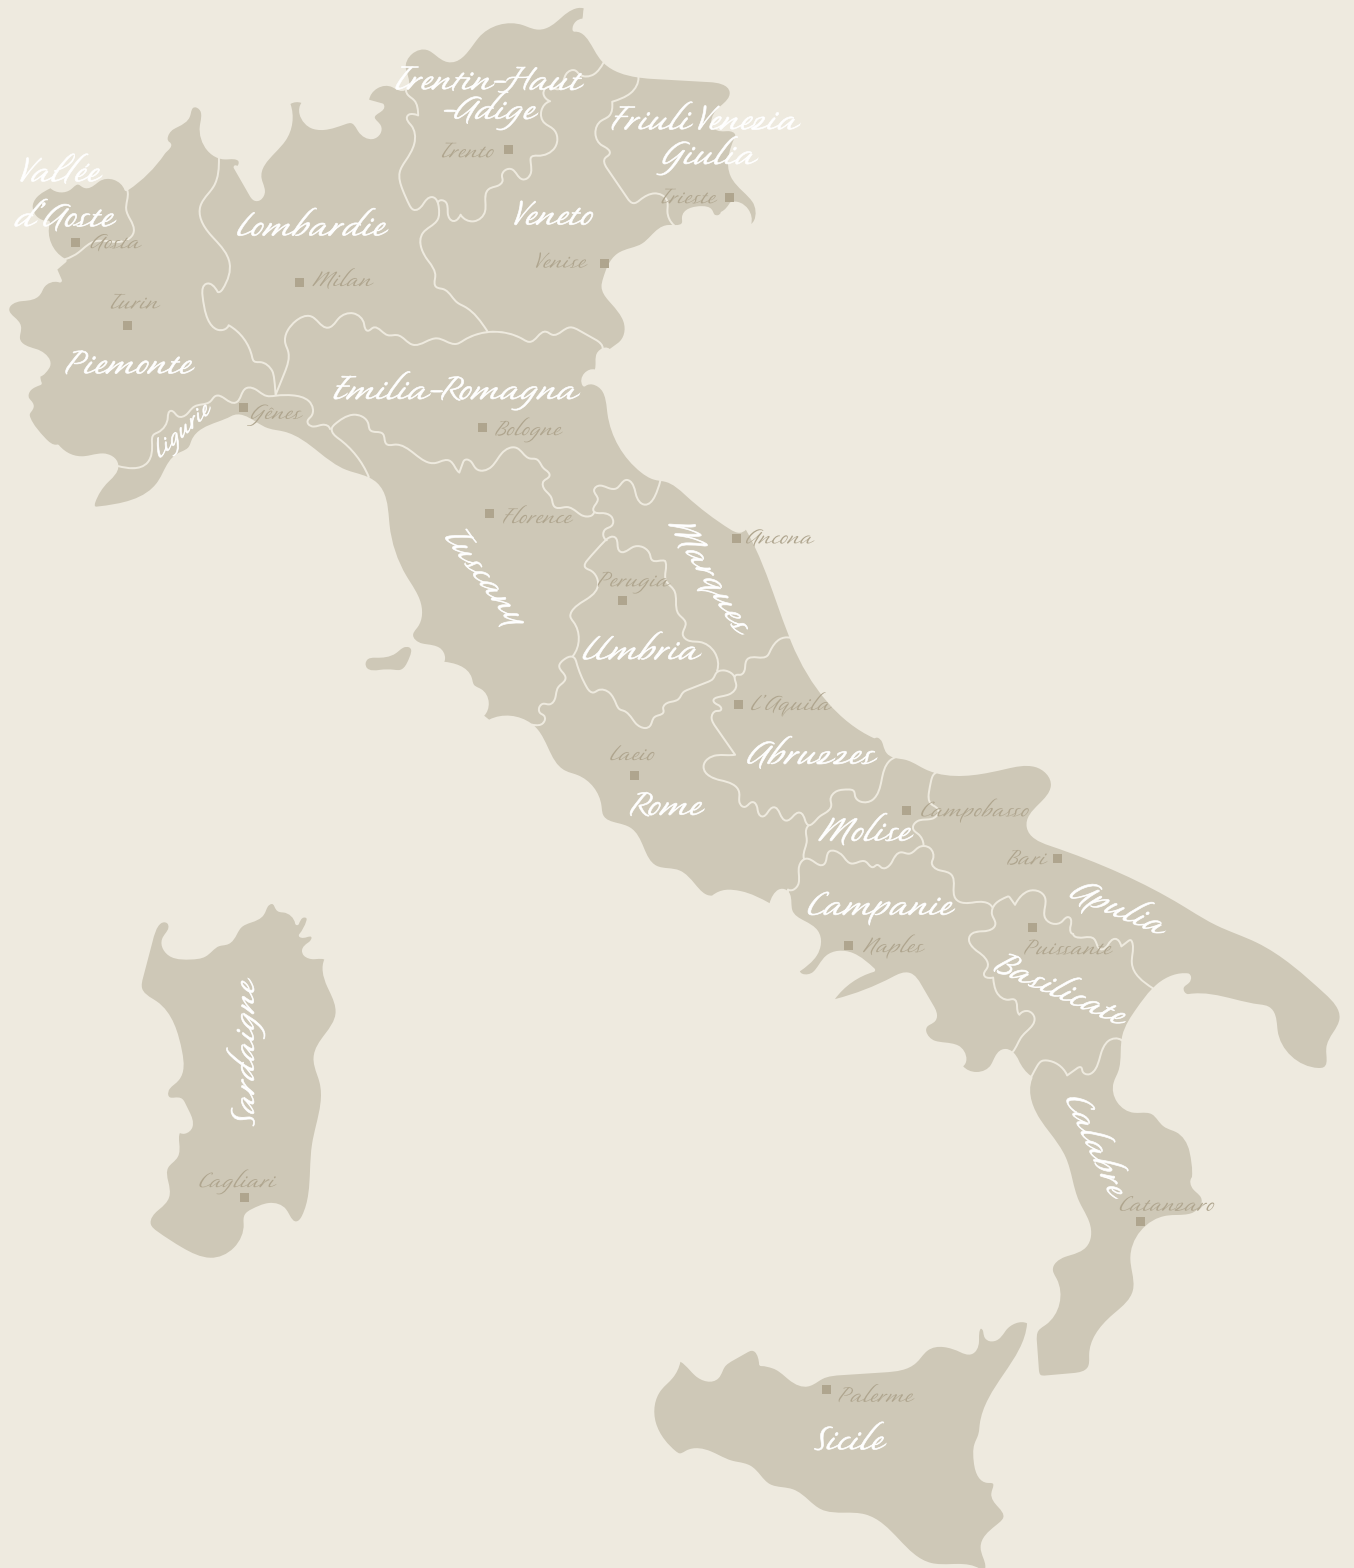 Trentin-Haut
-Adige
Trento
Friuli Venezia
Giulia
Trieste
Vallée
d'Aoste
Aosta
Lombardie
Milan
Veneto
Venise
Turin
Piemonte
Emilia-Romagna
Bologne
ligurie
Gênes
Florence
Tuscany
Marques
Ancona
Perugia
Umbria
L'Aquila
Abruzzes
Lazio
Rome
Campobasso
Molise
Bari
Apulia
Campanie
Naples
Puissante
Basilicate
Sardaigne
Cagliari
Calabre
Catanzaro
Palerme
Sicile